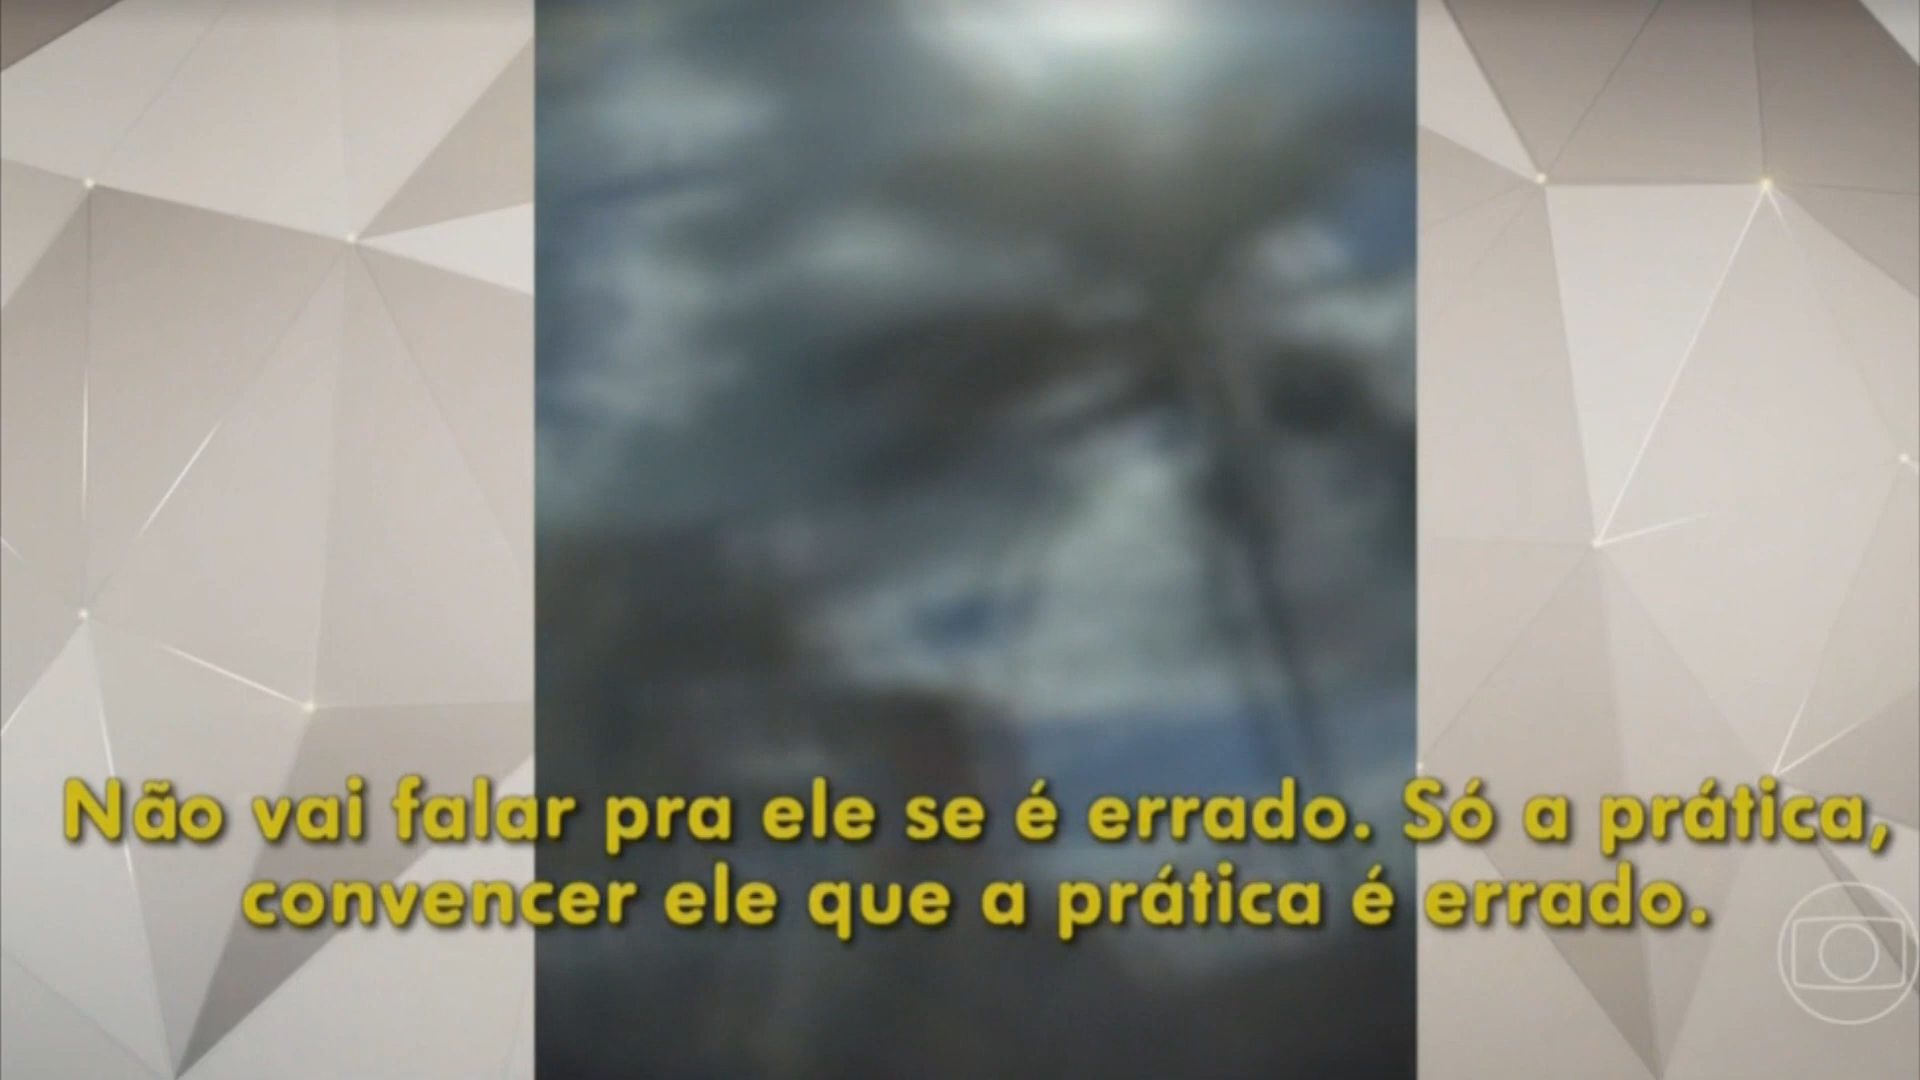 Não vai falar pra ele se é errado. Só a prática,
convencer ele que a prática é errado.